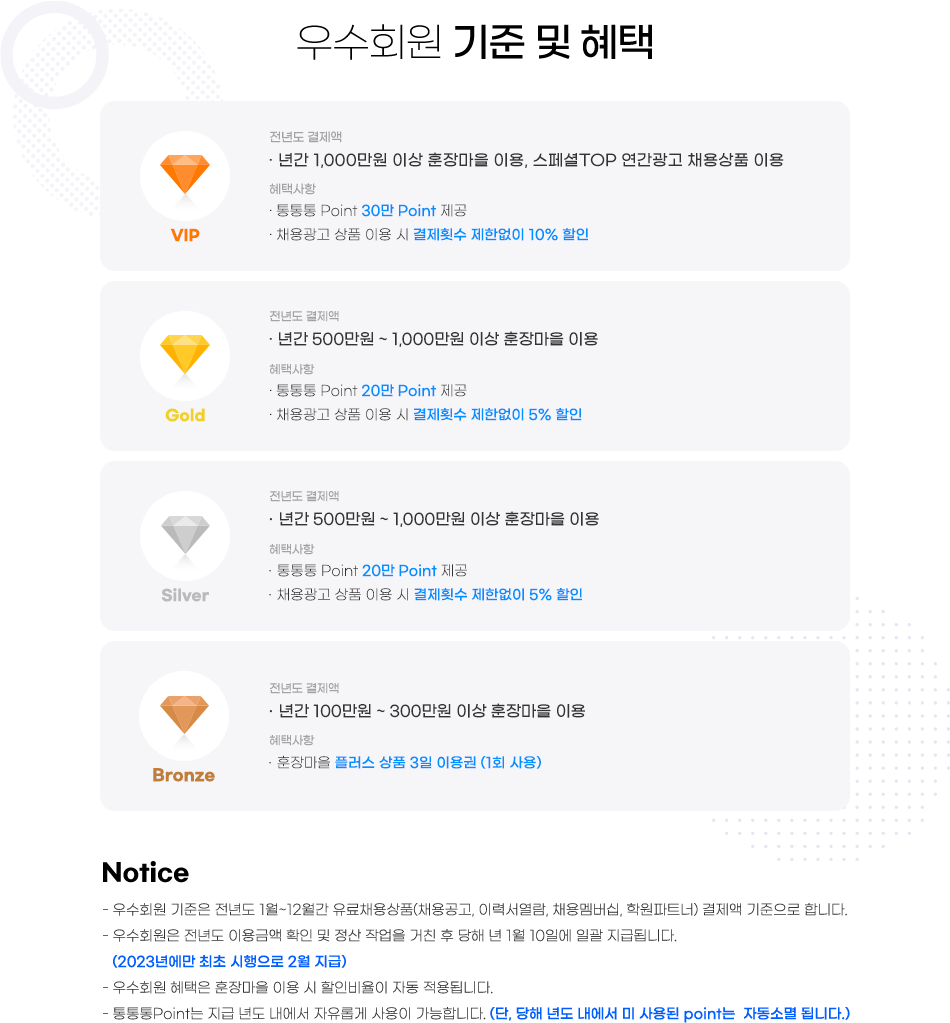 우수회원 기준 및 혜택
전년도 결제액
· 년간 1,000만원 이상 훈장마을 이용, 스페셜TOP 연간광고 채용상품 이용
혜택사항
· 통통통 Point 30만 Point 제공
· 채용광고 상품 이용 시 결제횟수 제한없이 10% 할인
VIP
전년도 결제액
· 년간 500만원 ~ 1,000만원 이상 훈장마을 이용
혜택사항
· 통통통 Point 20만 Point 제공
· 채용광고 상품 이용 시 결제횟수 제한없이 5% 할인
Gold
전년도 결제액
· 년간 500만원 ~ 1,000만원 이상 훈장마을 이용
혜택사항
· 통통통 Point 20만 Point 제공
· 채용광고 상품 이용 시 결제횟수 제한없이 5% 할인
Silver
전년도 결제액
· 년간 100만원 ~ 300만원 이상 훈장마을 이용
혜택사항
· 훈장마을 플러스 상품 3일 이용권 (1회 사용)
Bronze
Notice
- 우수회원 기준은 전년도 1월~12월간 유료채용상품(채용공고, 이력서열람, 채용멤버십, 학원파트너) 결제액 기준으로 합니다.
- 우수회원은 전년도 이용금액 확인 및 정산 작업을 거친 후 당해 년 1월 10일에 일괄 지급됩니다.
(2023년에만 최초 시행으로 2월 지급)
- 우수회원 혜택은 훈장마을 이용 시 할인비율이 자동 적용됩니다.
- 통통통Point는 지급 년도 내에서 자유롭게 사용이 가능합니다. (단, 당해 년도 내에서 미 사용된 point는 자동소멸 됩니다.)